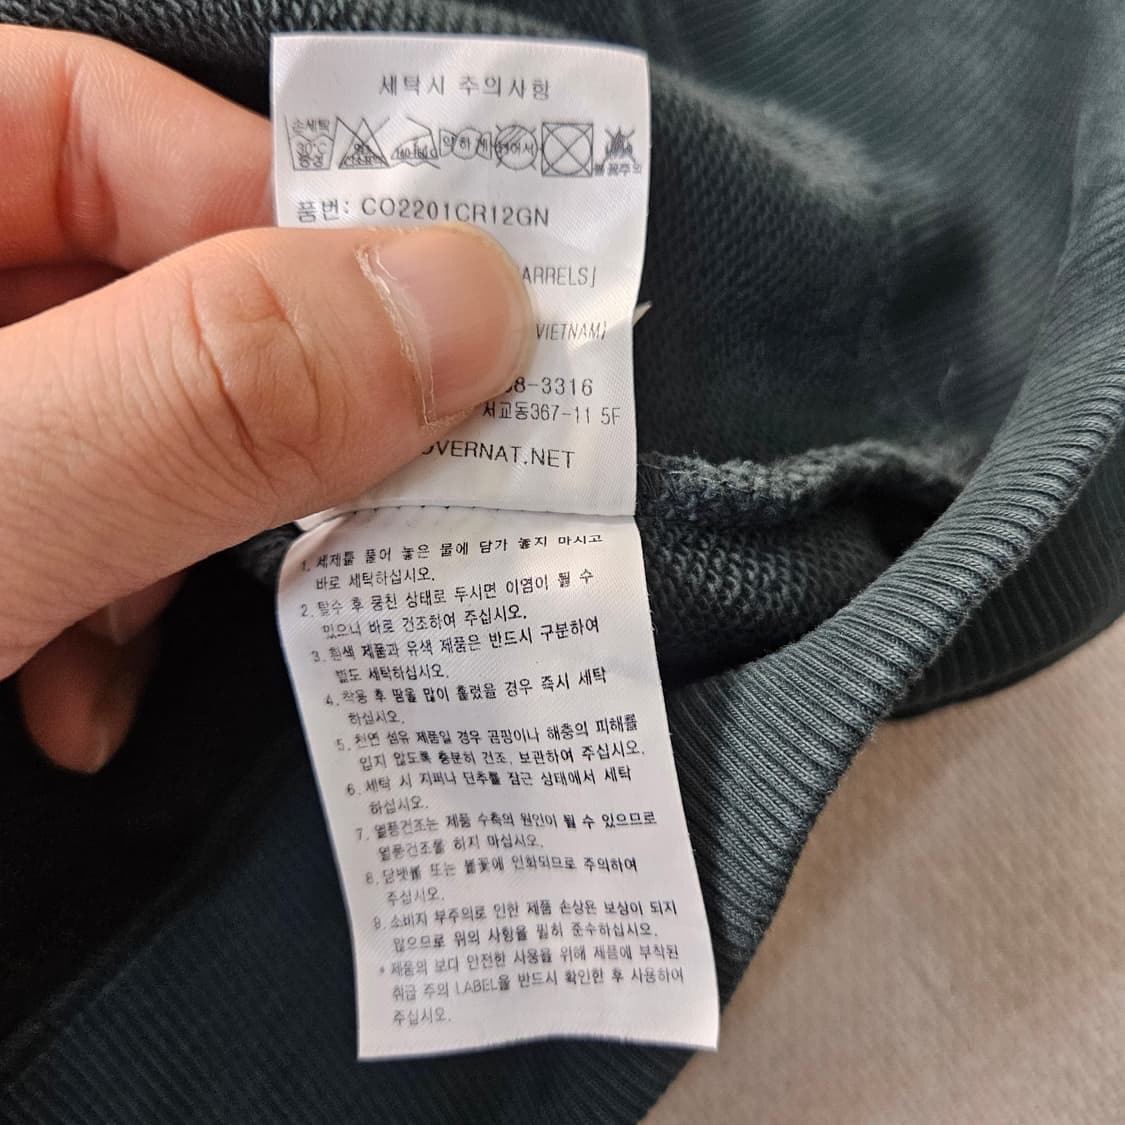 세탁시 주의사항
손세탁
30°C
중성
약하게
뉘어서
불꽃주의
품번: CO2201CR12GN
ARRELS]
VIETNAM)
8-3316
서교동367-11 5F
OVERNAT.NET
1. 세제를 풀어 놓은 물에 담가 놓지 마시고
바로 세탁하십시오.
2. 탈수 후 뭉친 상태로 두시면 이염이 될 수
있으니 바로 건조하여 주십시오.
3. 흰색 제품과 유색 제품은 반드시 구분하여
별도 세탁하십시오.
4. 착용 후 땀을 많이 흘렸을 경우 즉시 세탁
하십시오.
5. 천연 섬유 제품일 경우 곰팡이나 해충의 피해를
입지 않도록 충분히 건조, 보관하여 주십시오.
6. 세탁 시 지퍼나 단추를 잠근 상태에서 세탁
하십시오.
7. 열풍건조는 제품 수축의 원인이 될 수 있으므로
열풍건조를 하지 마십시오.
8. 담뱃불 또는 불꽃에 인화되므로 주의하여
주십시오.
9. 소비자 부주의로 인한 제품 손상은 보상이 되지
않으므로 위의 사항을 필히 준수하십시오.
* 제품의 보다 안전한 사용을 위해 제품에 부착된
취급 주의 LABEL을 반드시 확인한 후 사용하여
주십시오.